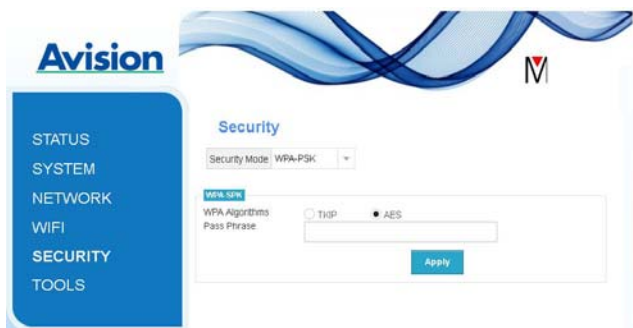 Avision
M
STATUS
SYSTEM
NETWORK
WIFI
SECURITY
TOOLS
Security
Security Mode WPA-PSK
WPA-SPK
WPA Algorithms TKIP AES
Pass Phrase
Apply